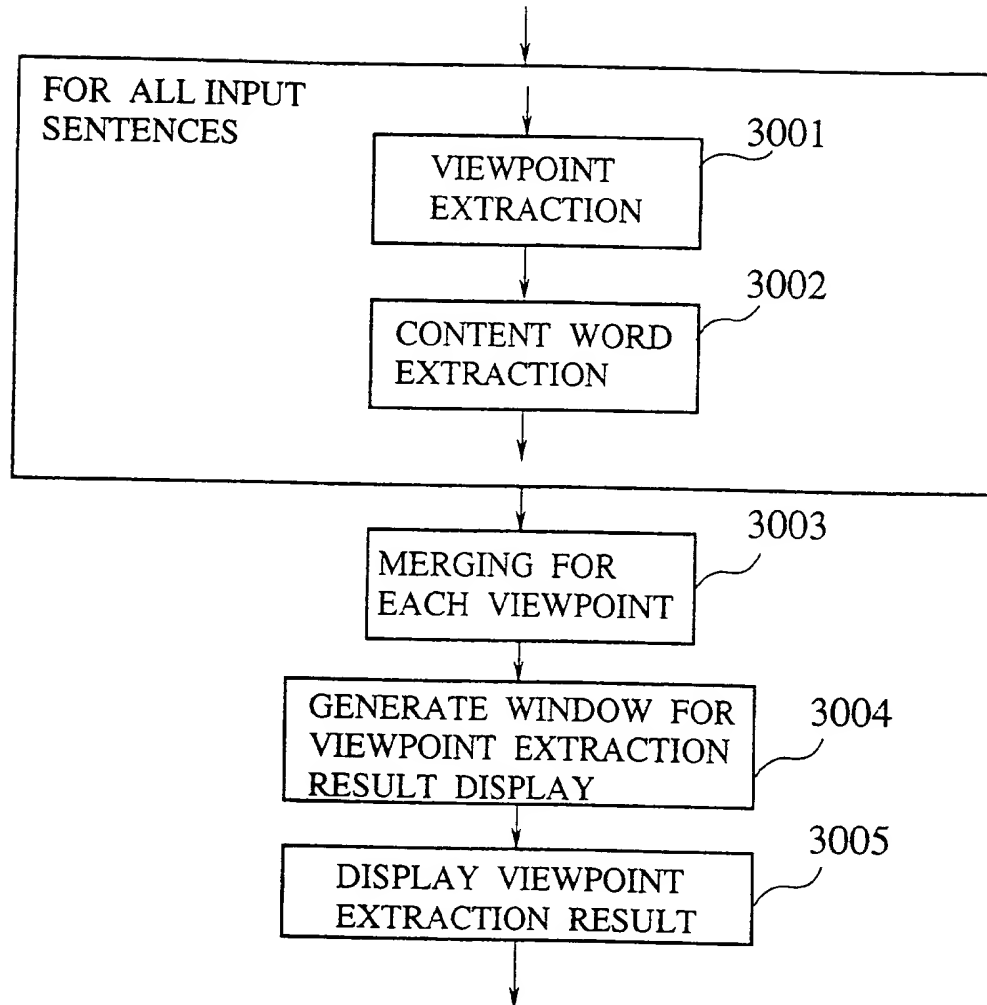 FOR ALL INPUT
SENTENCES
3001
VIEWPOINT
EXTRACTION
3002
CONTENT WORD
EXTRACTION
3003
MERGING FOR
EACH VIEWPOINT
3004
GENERATE WINDOW FOR
VIEWPOINT EXTRACTION
RESULT DISPLAY
3005
DISPLAY VIEWPOINT
EXTRACTION RESULT